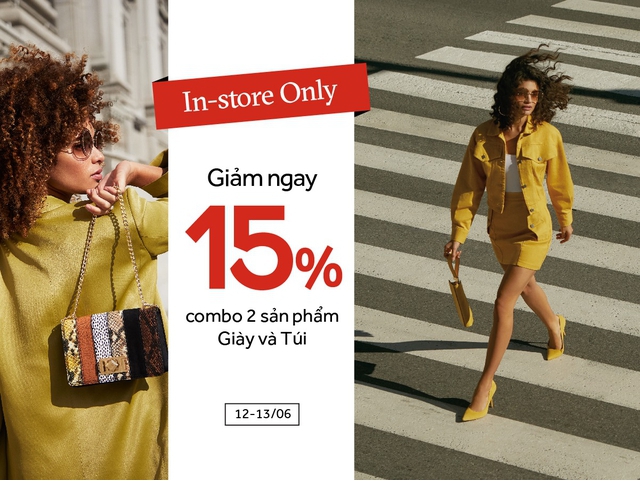 In-store Only
Giảm ngay
15%
combo 2 sản phẩm
Giày và Túi
12-13/06